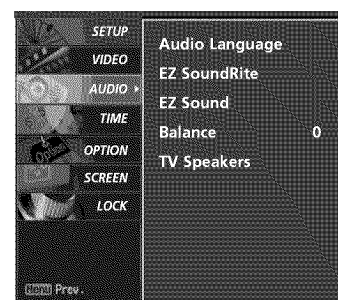 SETUP
VIDEO
AUDIO
TIME
OPTION
SCREEN
LOCK
Audio Language
EZ SoundRite
EZ Sound
Balance 0
TV Speakers
Menu Prev.